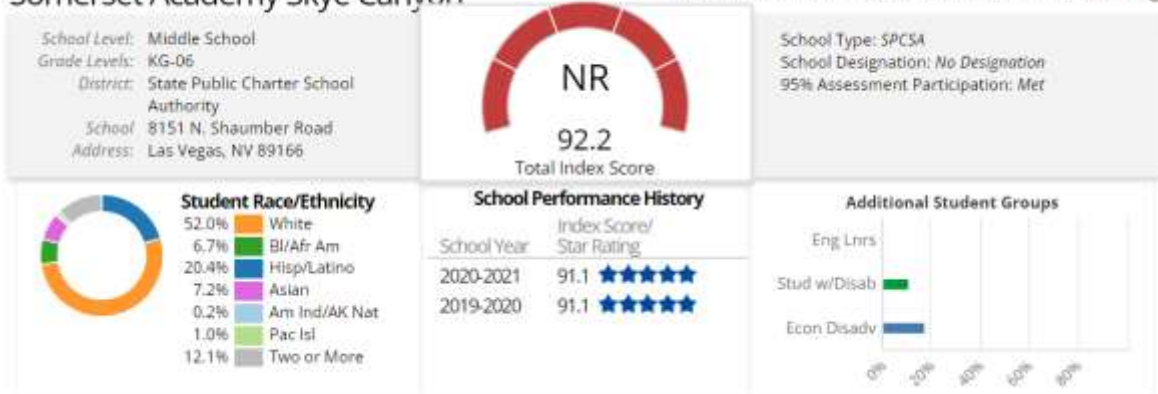 Somerset Academy Skye Canyon
School Level: Middle School
Grade Levels: KG-06
District: State Public Charter School
Authority
School 8151 N. Shaumber Road
Address: Las Vegas, NV 89166
NR
92.2
Total Index Score
School Type: SPCSA
School Designation: No Designation
95% Assessment Participation: Met
Student Race/Ethnicity
52.0% White
6.7% Bl/Afr Am
20.4% Hisp/Latino
7.2% Asian
0.2% Am Ind/AK Nat
1.0% Pac Isl
12.1% Two or More
School Performance History
Index Score/
School Year Star Rating
2020-2021 91.1
2019-2020 91.1
Additional Student Groups
Eng Lnrs
Stud w/Disab
Econ Disadv
0% 20% 40% 60% 80%